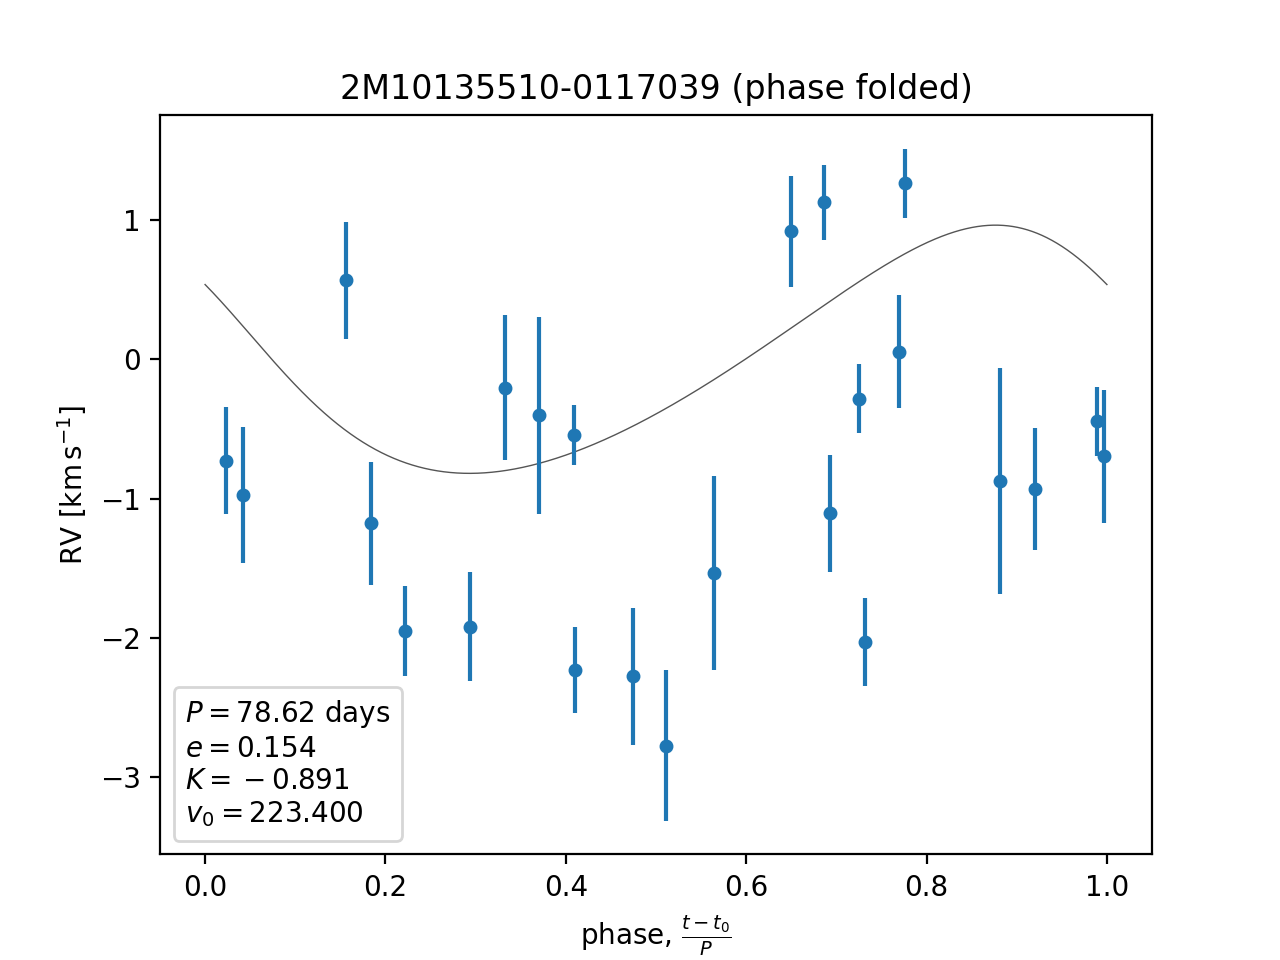 2M10135510-0117039 (phase folded)
RV [km s⁻¹]
1
0
−1
−2
−3
P = 78.62 days
e = 0.154
K = −0.891
v₀ = 223.400
0.0 0.2 0.4 0.6 0.8 1.0
phase, (t − t₀)/P